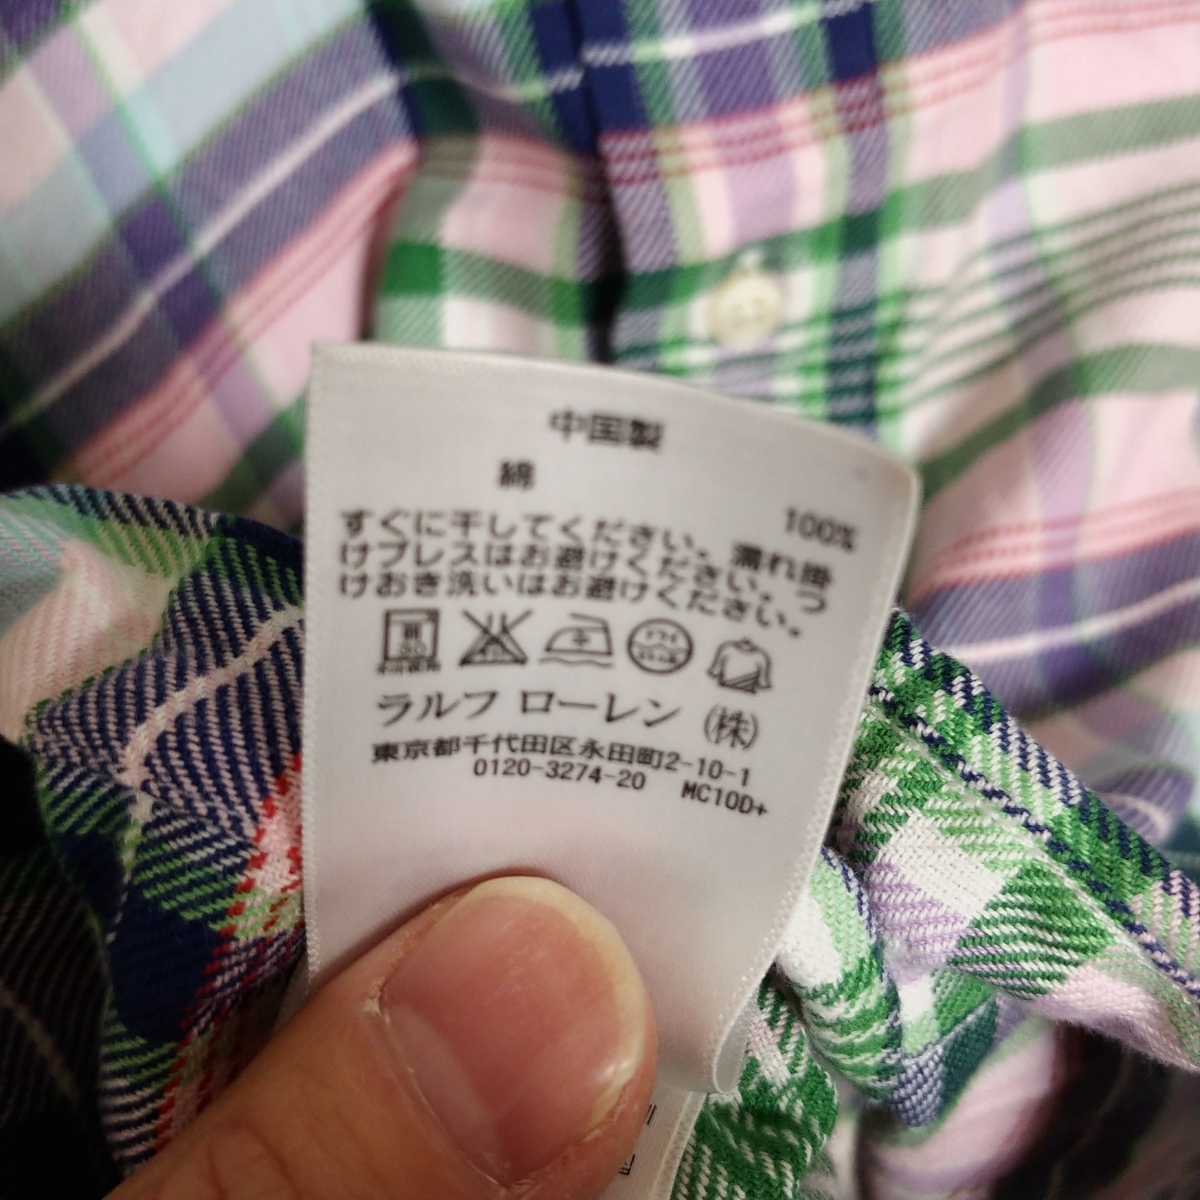 中国製
綿 100%
すぐに干してください。濡れ掛
けプレスはお避けください。つ
けおき洗いはお避けください。
ラルフ ローレン (株)
東京都千代田区永田町2-10-1
0120-3274-20 MC10D+